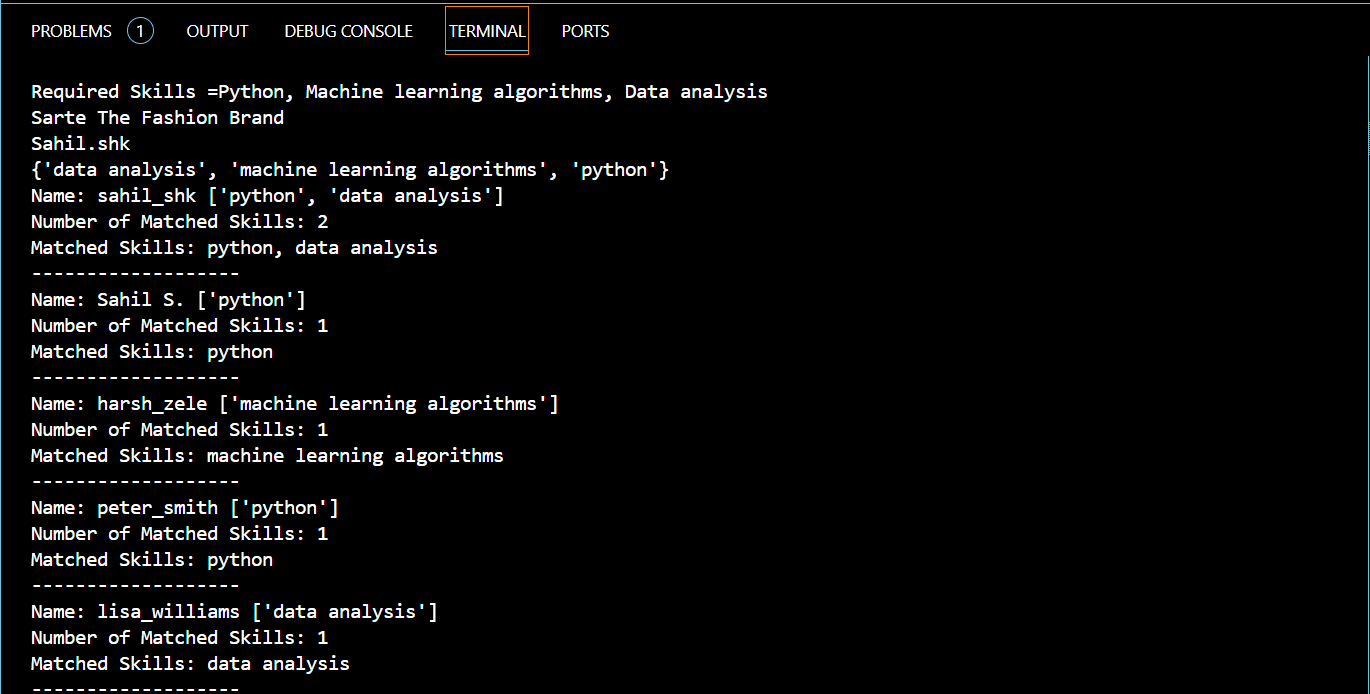 PROBLEMS 1 OUTPUT DEBUG CONSOLE TERMINAL PORTS
Required Skills =Python, Machine learning algorithms, Data analysis
Sarte The Fashion Brand
Sahil.shk
{'data analysis', 'machine learning algorithms', 'python'}
Name: sahil_shk ['python', 'data analysis']
Number of Matched Skills: 2
Matched Skills: python, data analysis
-------------------
Name: Sahil S. ['python']
Number of Matched Skills: 1
Matched Skills: python
-------------------
Name: harsh_zele ['machine learning algorithms']
Number of Matched Skills: 1
Matched Skills: machine learning algorithms
-------------------
Name: peter_smith ['python']
Number of Matched Skills: 1
Matched Skills: python
-------------------
Name: lisa_williams ['data analysis']
Number of Matched Skills: 1
Matched Skills: data analysis
-------------------